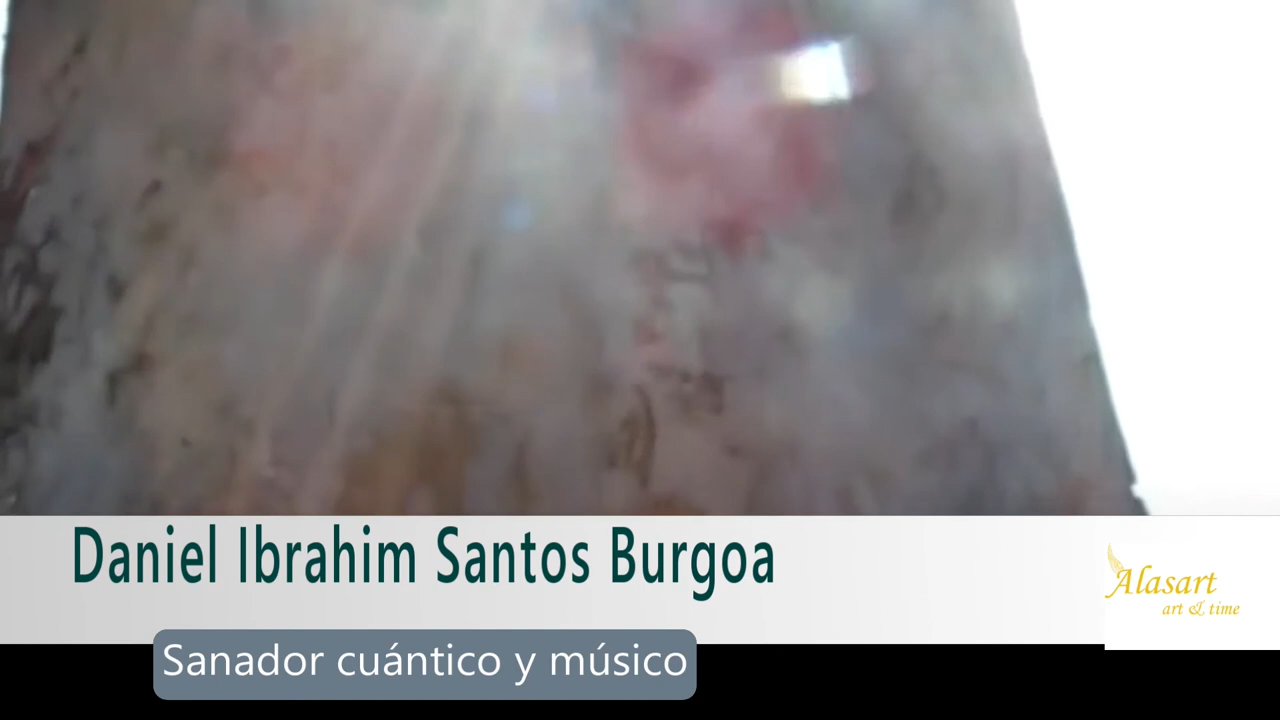 Daniel Ibrahim Santos Burgoa
Alasart
art & time
Sanador cuántico y músico